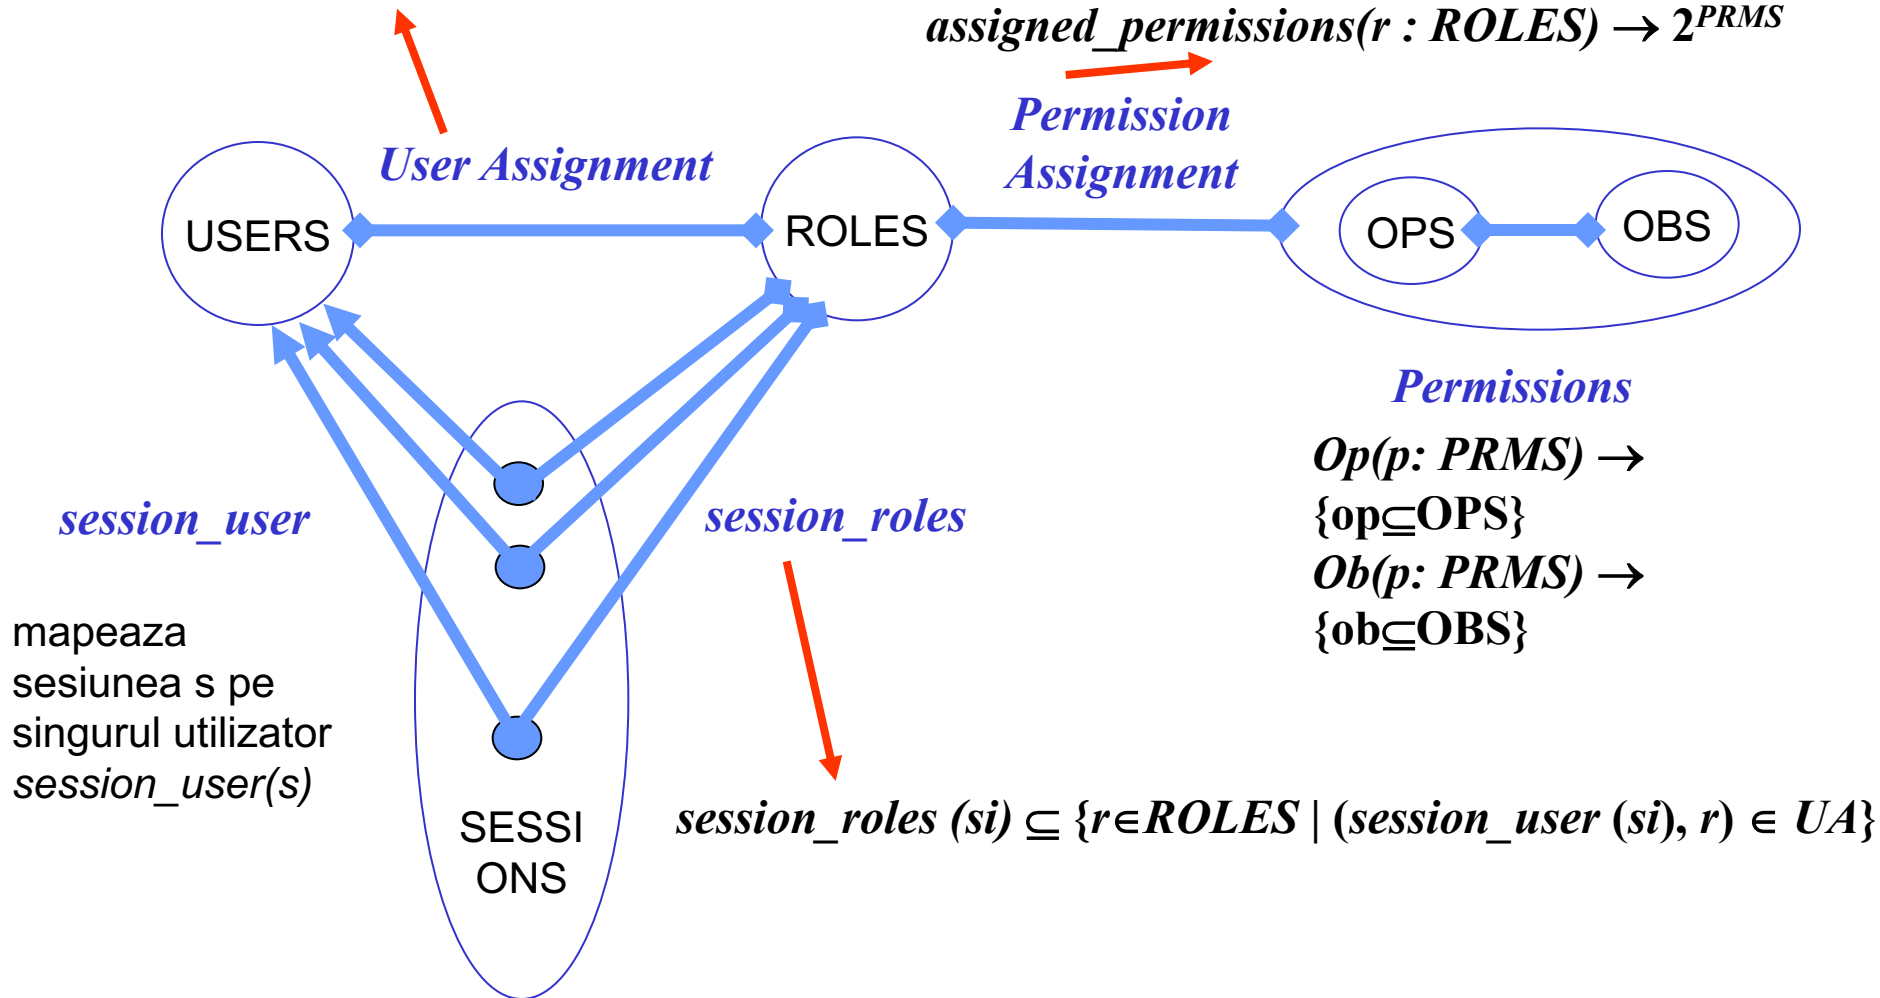 assigned_permissions(r : ROLES) → 2^PRMS
Permission
Assignment
User Assignment
USERS
ROLES
OPS
OBS
Permissions
Op(p: PRMS) →
{op⊆OPS}
Ob(p: PRMS) →
{ob⊆OBS}
session_user
session_roles
mapeaza
sesiunea s pe
singurul utilizator
session_user(s)
SESSI
ONS
session_roles (si) ⊆ {r∈ROLES | (session_user (si), r) ∈ UA}